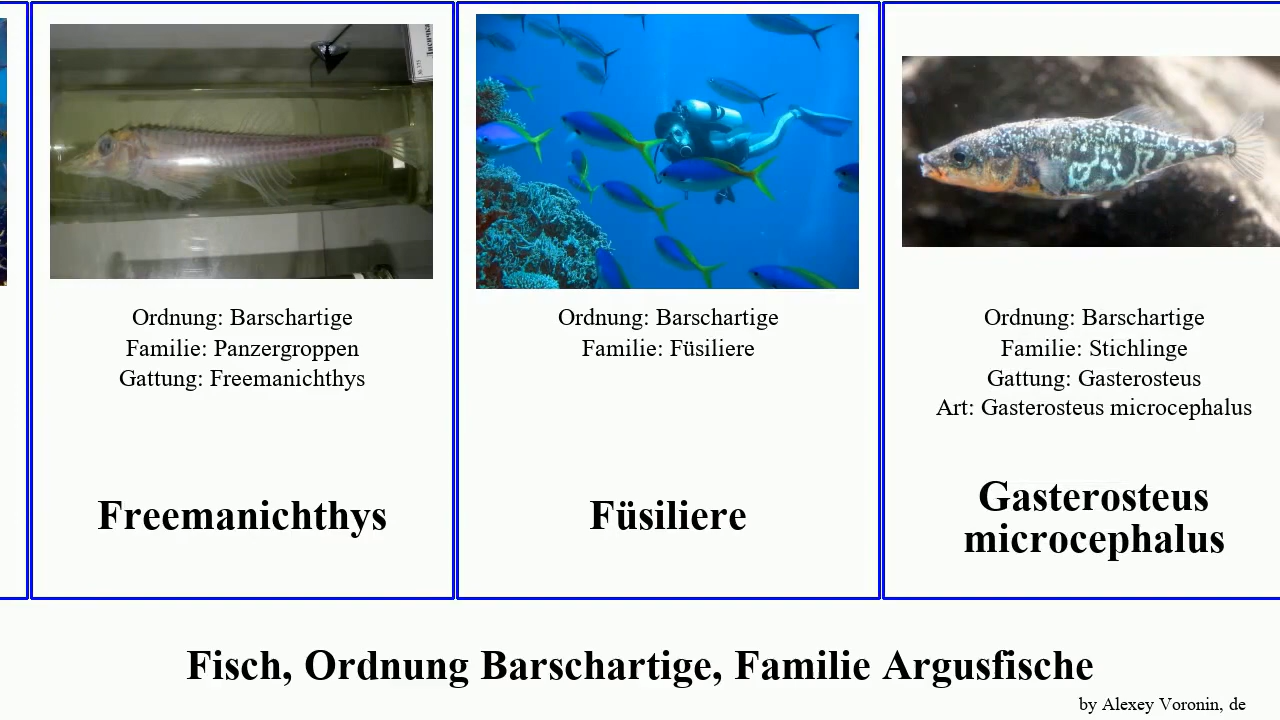 Ordnung: Barschartige
Familie: Panzergroppen
Gattung: Freemanichthys
Freemanichthys
Ordnung: Barschartige
Familie: Füsiliere
Füsiliere
Ordnung: Barschartige
Familie: Stichlinge
Gattung: Gasterosteus
Art: Gasterosteus microcephalus
Gasterosteus
microcephalus
Fisch, Ordnung Barschartige, Familie Argusfische
by Alexey Voronin, de